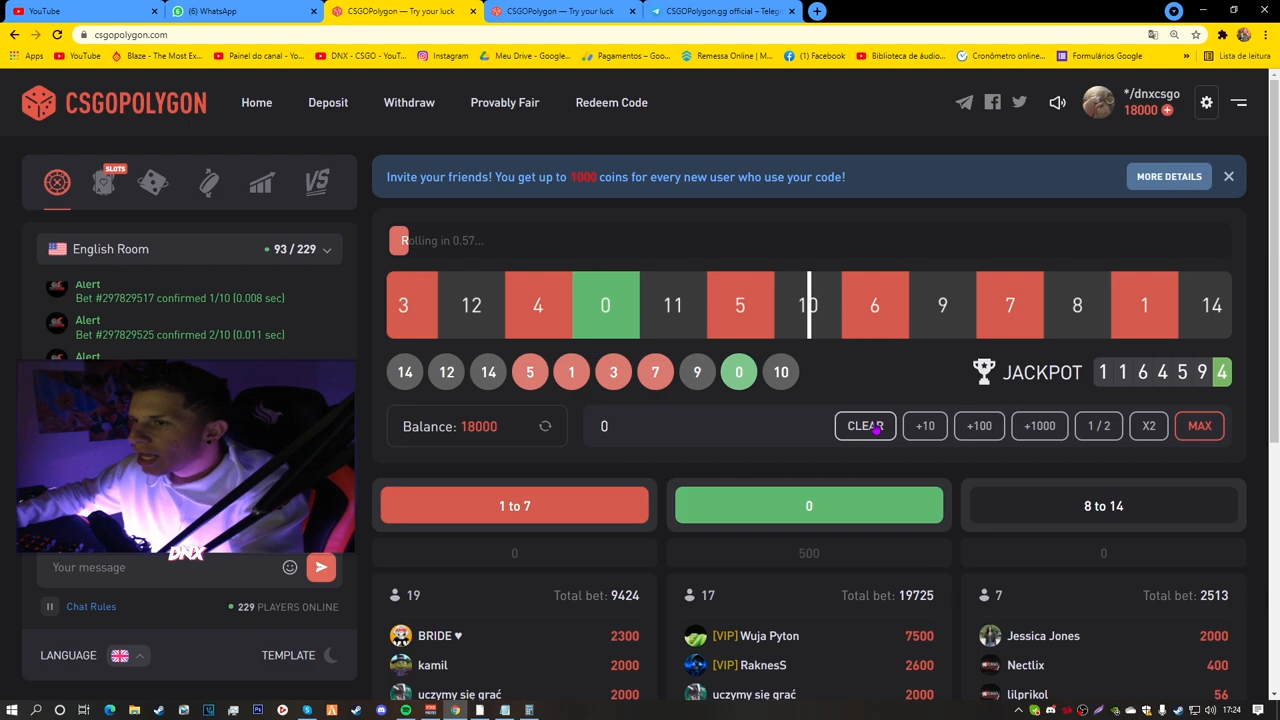 YouTube
WhatsApp
CSGOPolygon — Try your luck
CSGOPolygon — Try your luck
CSGOPolygon.gg official – Teleg
csgopolygon.com
Apps
YouTube
Blaze - The Most Ex...
Painel do canal - Yo...
DNX - CSGO - YouT...
Instagram
Meu Drive - Google...
Pagamentos – Goo...
Remessa Online | M...
(1) Facebook
Biblioteca de áudio...
Cronômetro online...
Formulários Google
»
Lista de leitura
CSGOPOLYGON
Home
Deposit
Withdraw
Provably Fair
Redeem Code
*/dnxcsgo
18000
SLOTS
VS
Invite your friends! You get up to 1000 coins for every new user who use your code!
MORE DETAILS
English Room
93 / 229
Rolling in 0.57...
Alert
Bet #297829517 confirmed 1/10 (0.008 sec)
Alert
Bet #297829525 confirmed 2/10 (0.011 sec)
Alert
3 12 4 0 11 5 10 6 9 7 8 1 14
14 12 14 5 1 3 7 9 0 10
JACKPOT
1 1 6 4 5 9 4
Balance: 18000
0
CLEAR
+10
+100
+1000
1 / 2
X2
MAX
1 to 7
0
8 to 14
0
500
0
DNX
Your message
Chat Rules
229 PLAYERS ONLINE
LANGUAGE
TEMPLATE
19
Total bet: 9424
17
Total bet: 19725
7
Total bet: 2513
BRIDE ♥
2300
[VIP] Wuja Pyton
7500
Jessica Jones
2000
kamil
2000
[VIP] RaknesS
2600
Nectlix
400
uczymy się grać
2000
uczymy się grać
2000
lilprikol
56
17:24